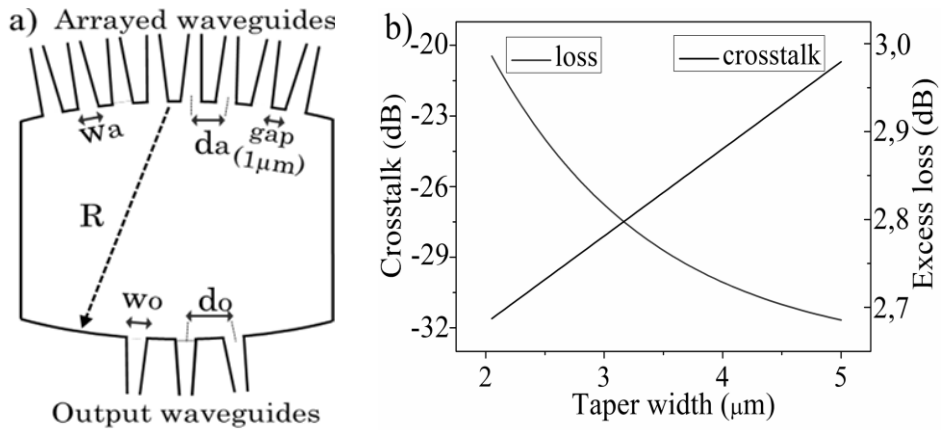 a) Arrayed waveguides
wa
da
gap
(1μm)
R
wo
do
Output waveguides
b)
loss
crosstalk
Crosstalk (dB)
-20
-23
-26
-29
-32
3,0
2,9
2,8
2,7
Excess loss (dB)
2 3 4 5
Taper width (μm)